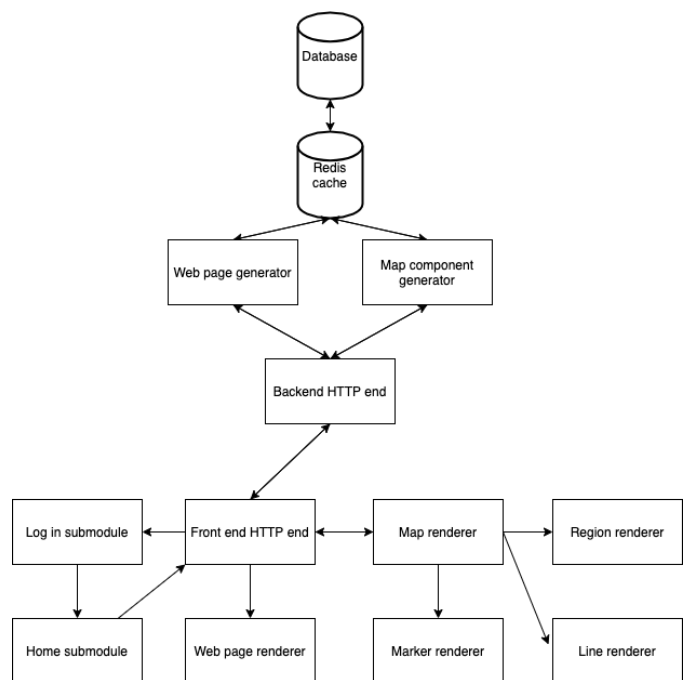 Database
Redis
cache
Web page generator
Map component
generator
Backend HTTP end
Log in submodule
Front end HTTP end
Map renderer
Region renderer
Home submodule
Web page renderer
Marker renderer
Line renderer